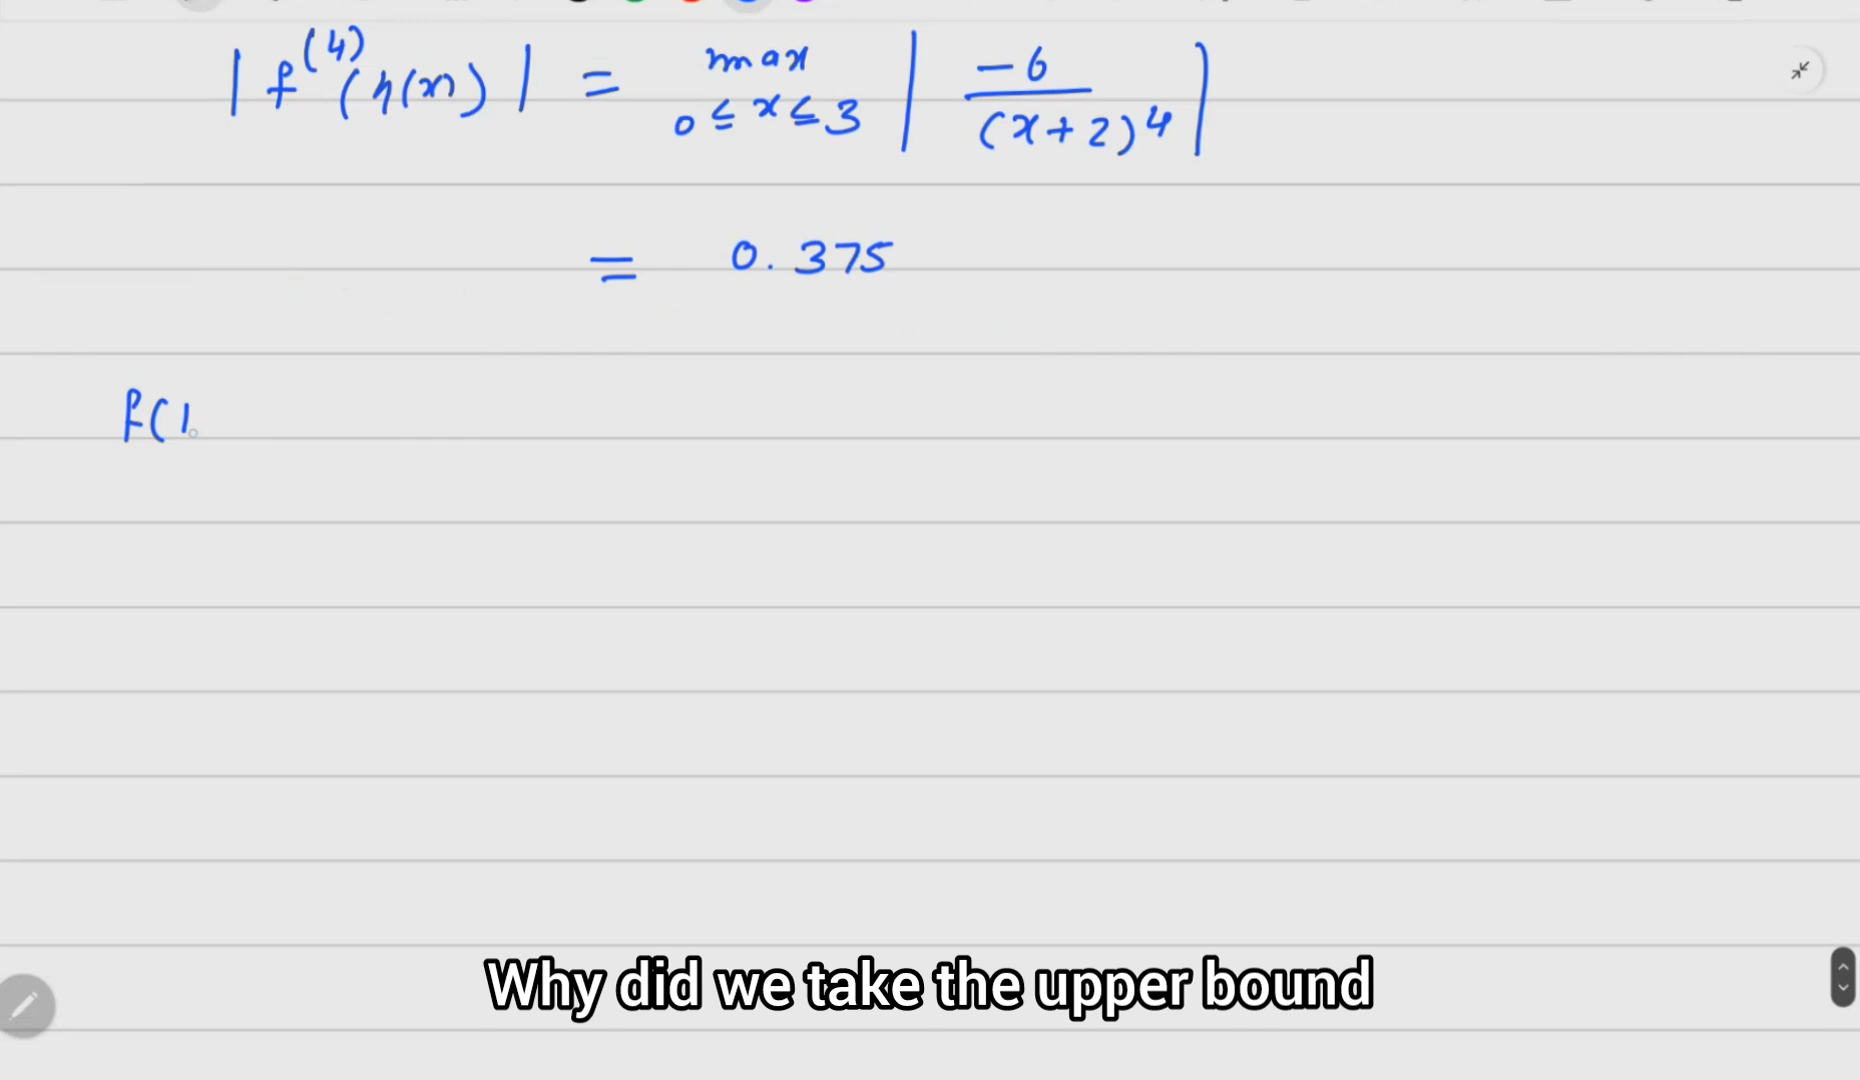 |f^(4)(η(x))| = max 0≤x≤3 | -6/(x+2)^4 |
= 0.375
f(1.
Why did we take the upper bound